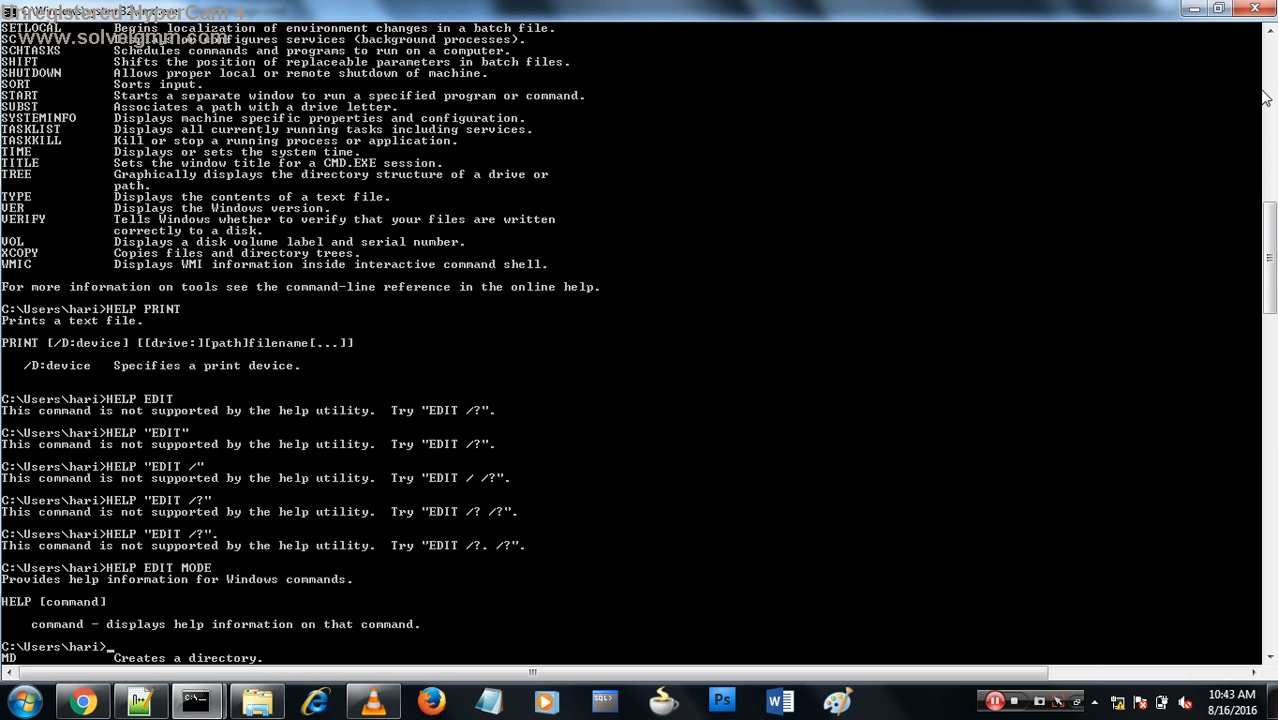 Unregistered HyperCam 4
www.solveigmm.com
SETLOCAL Begins localization of environment changes in a batch file.
SC configures services (background processes).
SCHTASKS Schedules commands and programs to run on a computer.
SHIFT Shifts the position of replaceable parameters in batch files.
SHUTDOWN Allows proper local or remote shutdown of machine.
SORT Sorts input.
START Starts a separate window to run a specified program or command.
SUBST Associates a path with a drive letter.
SYSTEMINFO Displays machine specific properties and configuration.
TASKLIST Displays all currently running tasks including services.
TASKKILL Kill or stop a running process or application.
TIME Displays or sets the system time.
TITLE Sets the window title for a CMD.EXE session.
TREE Graphically displays the directory structure of a drive or
path.
TYPE Displays the contents of a text file.
VER Displays the Windows version.
VERIFY Tells Windows whether to verify that your files are written
correctly to a disk.
VOL Displays a disk volume label and serial number.
XCOPY Copies files and directory trees.
WMIC Displays WMI information inside interactive command shell.
For more information on tools see the command-line reference in the online help.
C:\Users\hari>HELP PRINT
Prints a text file.
PRINT [/D:device] [[drive:][path]filename[...]]
/D:device Specifies a print device.
C:\Users\hari>HELP EDIT
This command is not supported by the help utility. Try "EDIT /?".
C:\Users\hari>HELP "EDIT"
This command is not supported by the help utility. Try "EDIT /?".
C:\Users\hari>HELP "EDIT /"
This command is not supported by the help utility. Try "EDIT / /?".
C:\Users\hari>HELP "EDIT /?"
This command is not supported by the help utility. Try "EDIT /? /?".
C:\Users\hari>HELP "EDIT /?".
This command is not supported by the help utility. Try "EDIT /?. /?".
C:\Users\hari>HELP EDIT MODE
Provides help information for Windows commands.
HELP [command]
command - displays help information on that command.
C:\Users\hari>_
MD Creates a directory.
SQL>
Ps
W
10:43 AM
8/16/2016